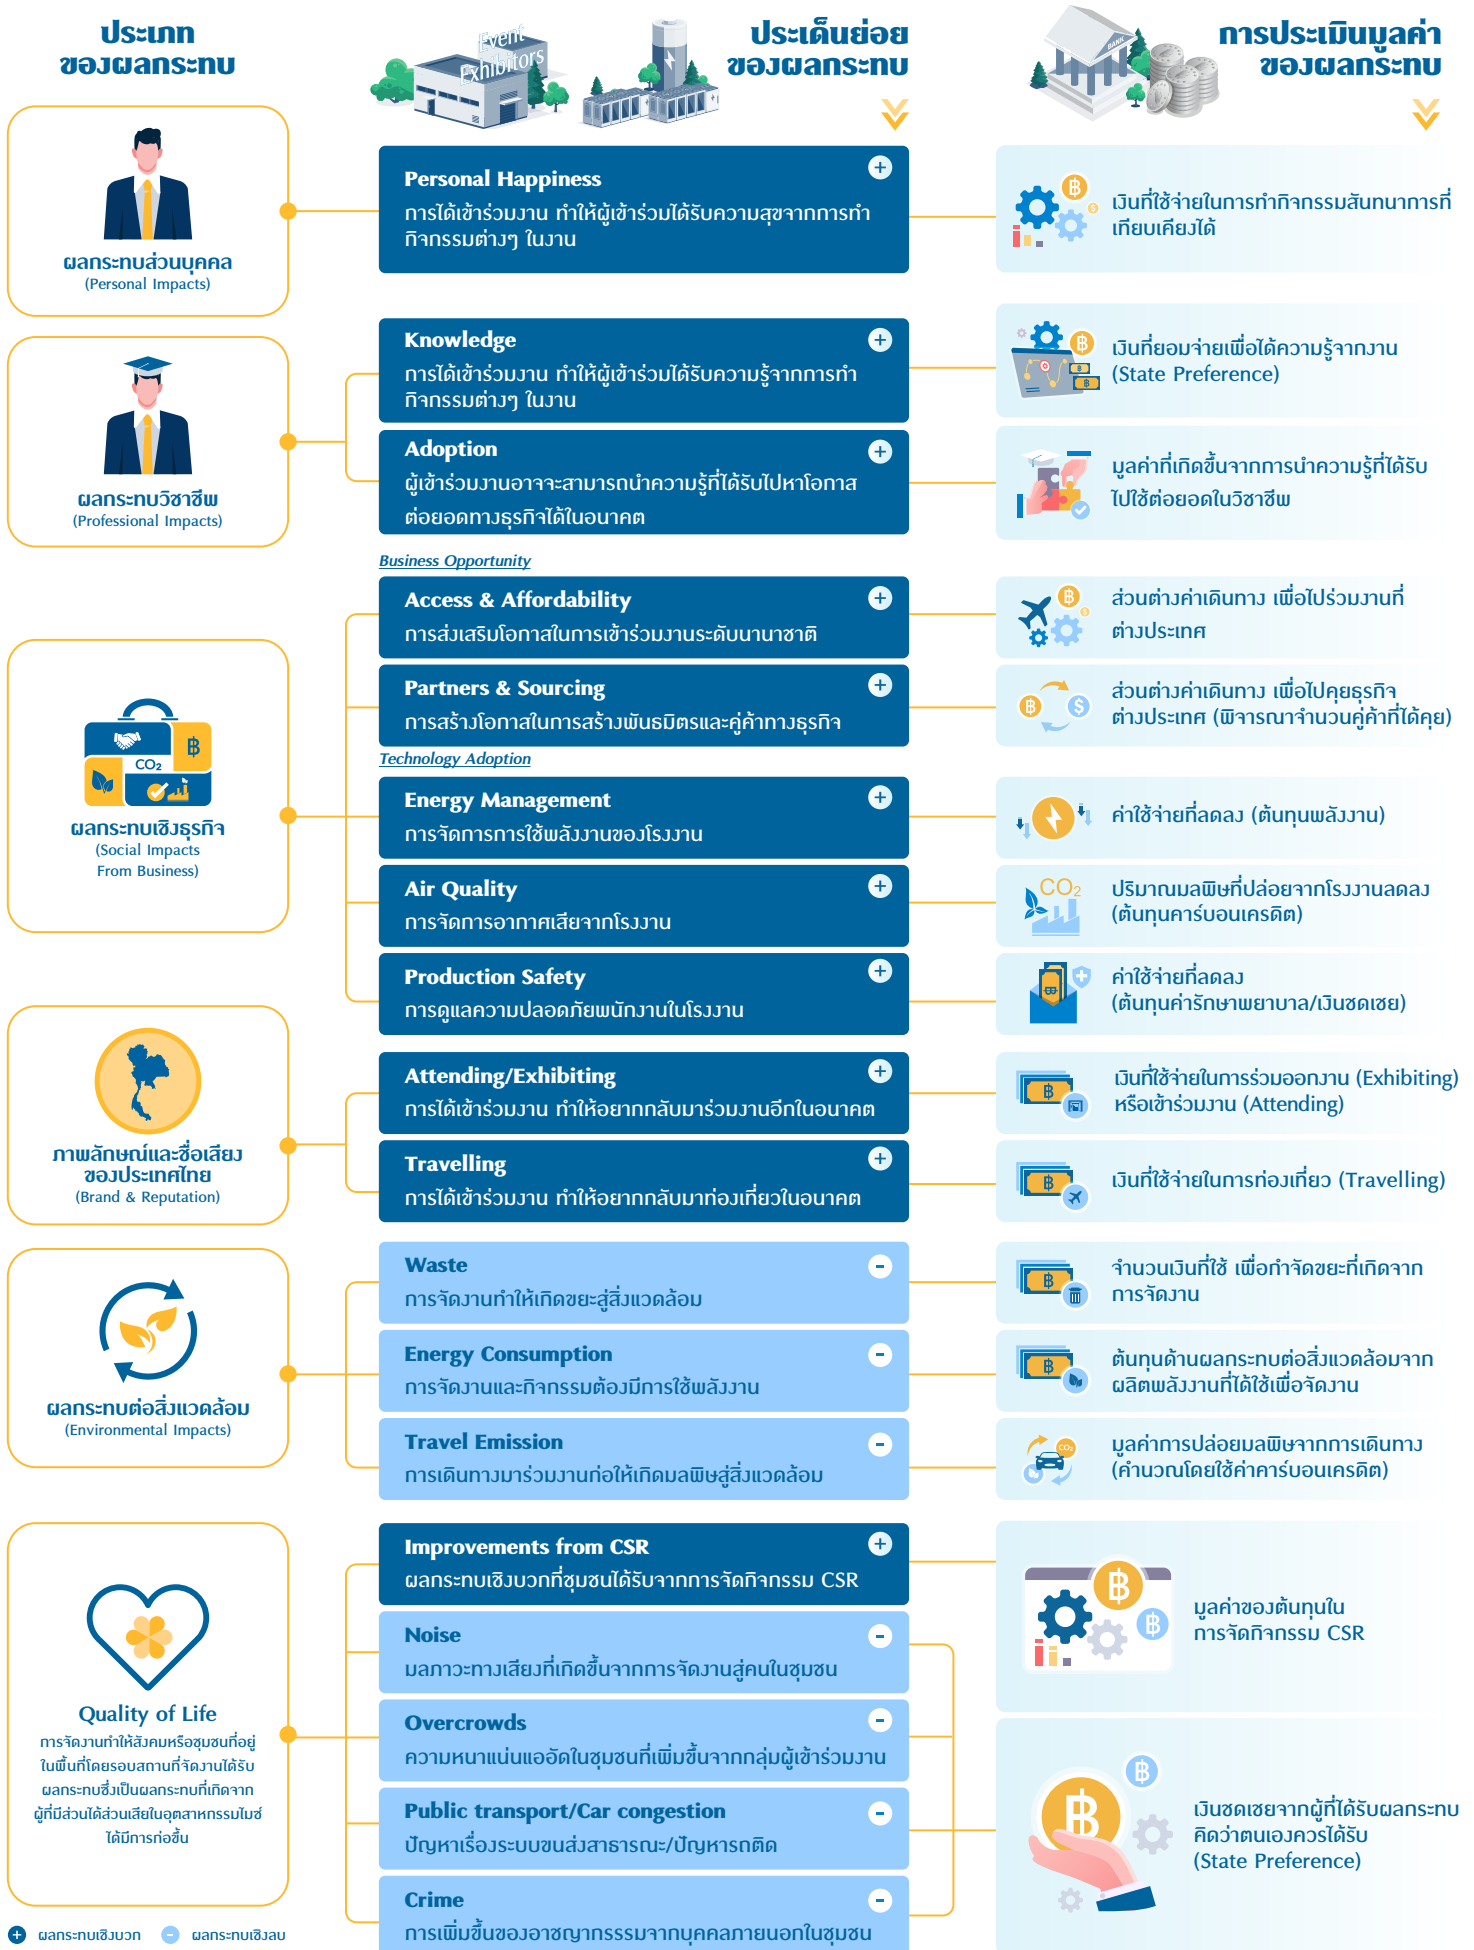 ประเภท
ของผลกระทบ
Event
Exhibitors
ประเด็นย่อย
ของผลกระทบ
BANK
การประเมินมูลค่า
ของผลกระทบ
ผลกระทบส่วนบุคคล
(Personal Impacts)
Personal Happiness
การได้เข้าร่วมงาน ทำให้ผู้เข้าร่วมได้รับความสุขจากการทำ
กิจกรรมต่างๆ ในงาน
เงินที่ใช้จ่ายในการทำกิจกรรมสันทนาการที่
เทียบเคียงได้
ผลกระทบวิชาชีพ
(Professional Impacts)
Knowledge
การได้เข้าร่วมงาน ทำให้ผู้เข้าร่วมได้รับความรู้จากการทำ
กิจกรรมต่างๆ ในงาน
เงินที่ยอมจ่ายเพื่อได้ความรู้จากงาน
(State Preference)
Adoption
ผู้เข้าร่วมงานอาจจะสามารถนำความรู้ที่ได้รับไปหาโอกาส
ต่อยอดทางธุรกิจได้ในอนาคต
มูลค่าที่เกิดขึ้นจากการนำความรู้ที่ได้รับ
ไปใช้ต่อยอดในวิชาชีพ
CO₂
ผลกระทบเชิงธุรกิจ
(Social Impacts
From Business)
Business Opportunity
Access & Affordability
การส่งเสริมโอกาสในการเข้าร่วมงานระดับนานาชาติ
ส่วนต่างค่าเดินทาง เพื่อไปร่วมงานที่
ต่างประเทศ
Partners & Sourcing
การสร้างโอกาสในการสร้างพันธมิตรและคู่ค้าทางธุรกิจ
ส่วนต่างค่าเดินทาง เพื่อไปคุยธุรกิจ
ต่างประเทศ (พิจารณาจำนวนคู่ค้าที่ได้คุย)
Technology Adoption
Energy Management
การจัดการการใช้พลังงานของโรงงาน
ค่าใช้จ่ายที่ลดลง (ต้นทุนพลังงาน)
Air Quality
การจัดการอากาศเสียจากโรงงาน
CO₂
ปริมาณมลพิษที่ปล่อยจากโรงงานลดลง
(ต้นทุนคาร์บอนเครดิต)
Production Safety
การดูแลความปลอดภัยพนักงานในโรงงาน
ค่าใช้จ่ายที่ลดลง
(ต้นทุนค่ารักษาพยาบาล/เงินชดเชย)
ภาพลักษณ์และชื่อเสียง
ของประเทศไทย
(Brand & Reputation)
Attending/Exhibiting
การได้เข้าร่วมงาน ทำให้อยากกลับมาร่วมงานอีกในอนาคต
เงินที่ใช้จ่ายในการร่วมออกงาน (Exhibiting)
หรือเข้าร่วมงาน (Attending)
Travelling
การได้เข้าร่วมงาน ทำให้อยากกลับมาท่องเที่ยวในอนาคต
เงินที่ใช้จ่ายในการท่องเที่ยว (Travelling)
ผลกระทบต่อสิ่งแวดล้อม
(Environmental Impacts)
Waste
การจัดงานทำให้เกิดขยะสู่สิ่งแวดล้อม
จำนวนเงินที่ใช้ เพื่อกำจัดขยะที่เกิดจาก
การจัดงาน
Energy Consumption
การจัดงานและกิจกรรมต้องมีการใช้พลังงาน
ต้นทุนด้านผลกระทบต่อสิ่งแวดล้อมจาก
ผลิตพลังงานที่ได้ใช้เพื่อจัดงาน
Travel Emission
การเดินทางมาร่วมงานก่อให้เกิดมลพิษสู่สิ่งแวดล้อม
CO₂
มูลค่าการปล่อยมลพิษจากการเดินทาง
(คำนวณโดยใช้ค่าคาร์บอนเครดิต)
Quality of Life
การจัดงานทำให้สังคมหรือชุมชนที่อยู่
ในพื้นที่โดยรอบสถานที่จัดงานได้รับ
ผลกระทบซึ่งเป็นผลกระทบที่เกิดจาก
ผู้ที่มีส่วนได้ส่วนเสียในอุตสาหกรรมไมซ์
ได้มีการก่อขึ้น
Improvements from CSR
ผลกระทบเชิงบวกที่ชุมชนได้รับจากการจัดกิจกรรม CSR
มูลค่าของต้นทุนใน
การจัดกิจกรรม CSR
Noise
มลภาวะทางเสียงที่เกิดขึ้นจากการจัดงานสู่คนในชุมชน
Overcrowds
ความหนาแน่นแออัดในชุมชนที่เพิ่มขึ้นจากกลุ่มผู้เข้าร่วมงาน
Public transport/Car congestion
ปัญหาเรื่องระบบขนส่งสาธารณะ/ปัญหารถติด
Crime
การเพิ่มขึ้นของอาชญากรรรมจากบุคคลภายนอกในชุมชน
เงินชดเชยจากผู้ที่ได้รับผลกระทบ
คิดว่าตนเองควรได้รับ
(State Preference)
+ ผลกระทบเชิงบวก - ผลกระทบเชิงลบ